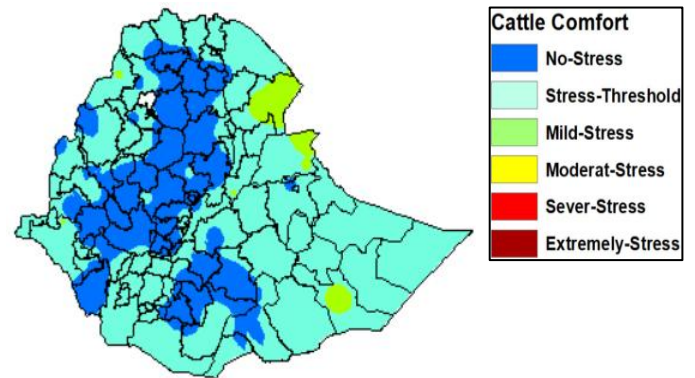 Cattle Comfort
No-Stress
Stress-Threshold
Mild-Stress
Moderat-Stress
Sever-Stress
Extremely-Stress